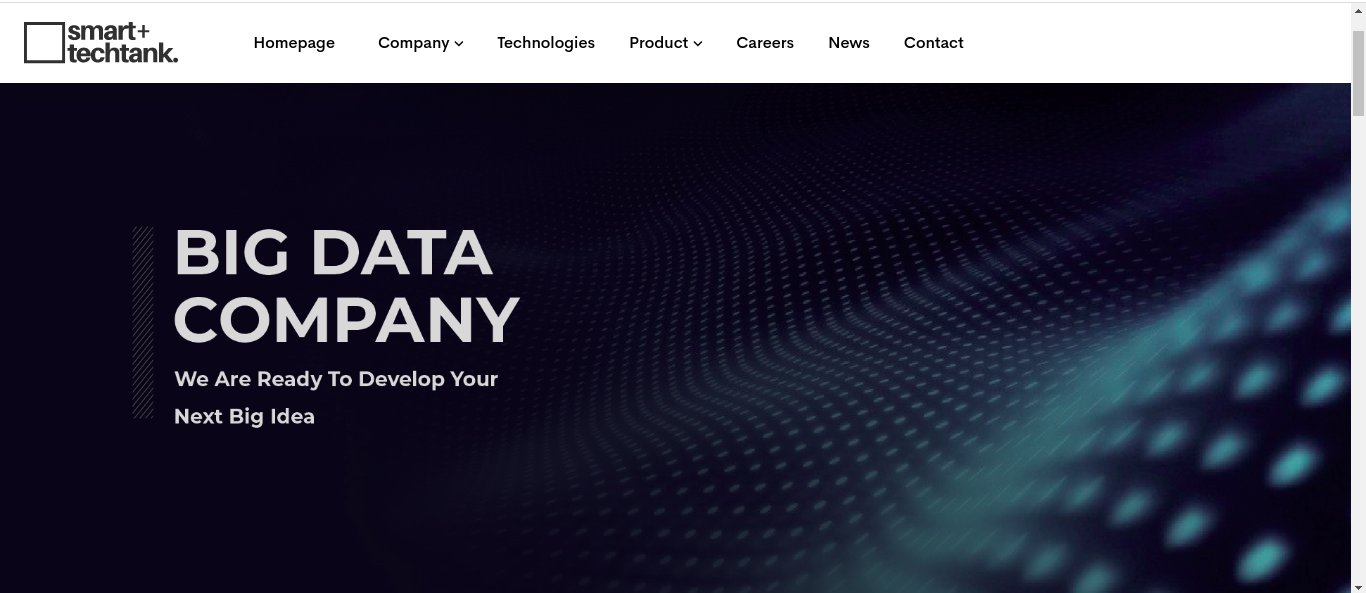 smart+
techtank.
Homepage Company Technologies Product Careers News Contact
BIG DATA
COMPANY
We Are Ready To Develop Your
Next Big Idea